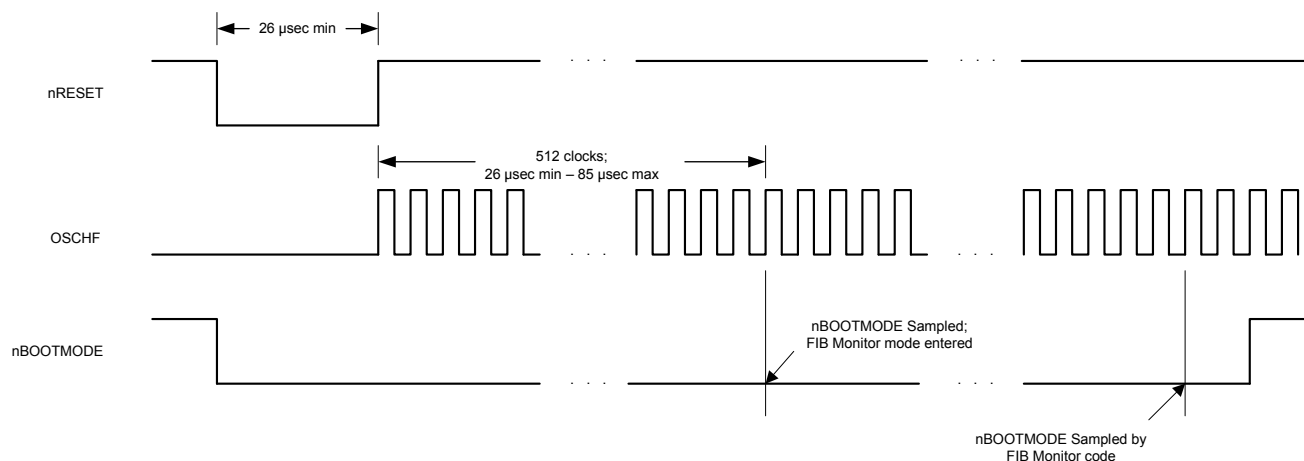 26 µsec min
. . .
. . .
nRESET
512 clocks;
26 µsec min – 85 µsec max
OSCHF
. . .
. . .
nBOOTMODE Sampled;
FIB Monitor mode entered
nBOOTMODE
. . .
. . .
nBOOTMODE Sampled by
FIB Monitor code